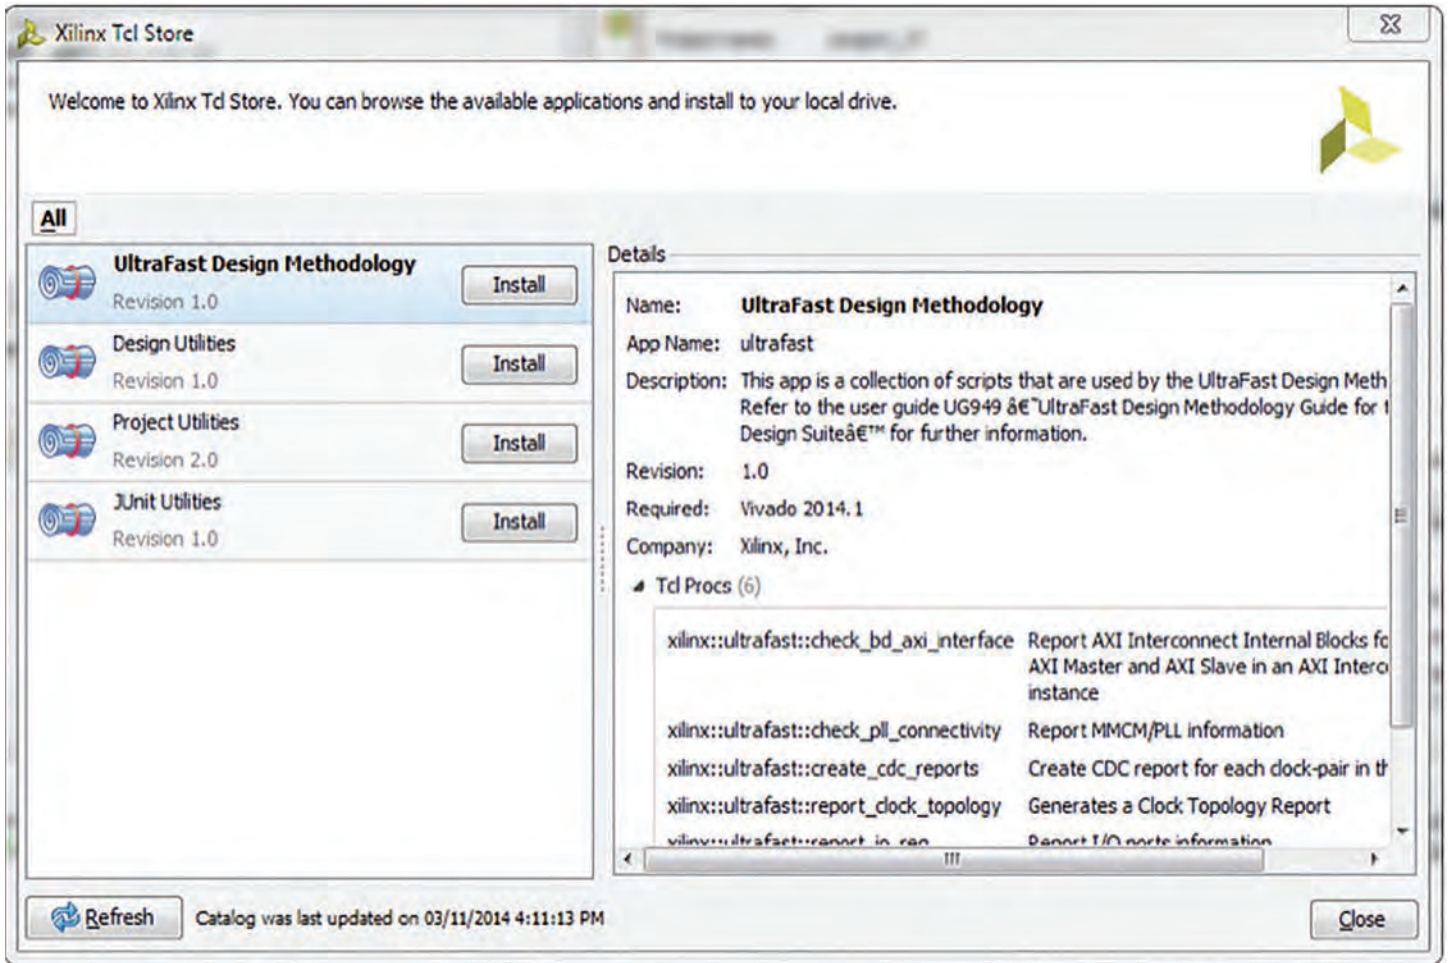 Xilinx Tcl Store
Welcome to Xilinx Tcl Store. You can browse the available applications and install to your local drive.
All
UltraFast Design Methodology
Revision 1.0
Install
Design Utilities
Revision 1.0
Install
Project Utilities
Revision 2.0
Install
JUnit Utilities
Revision 1.0
Install
Details
Name: UltraFast Design Methodology
App Name: ultrafast
Description: This app is a collection of scripts that are used by the UltraFast Design Meth
Refer to the user guide UG949 â€˜UltraFast Design Methodology Guide for t
Design Suiteâ€™ for further information.
Revision: 1.0
Required: Vivado 2014.1
Company: Xilinx, Inc.
Tcl Procs (6)
xilinx::ultrafast::check_bd_axi_interface Report AXI Interconnect Internal Blocks fo
AXI Master and AXI Slave in an AXI Interco
instance
xilinx::ultrafast::check_pll_connectivity Report MMCM/PLL information
xilinx::ultrafast::create_cdc_reports Create CDC report for each clock-pair in th
xilinx::ultrafast::report_clock_topology Generates a Clock Topology Report
xilinx::ultrafast::report_io_reg Report I/O ports information
Refresh
Catalog was last updated on 03/11/2014 4:11:13 PM
Close